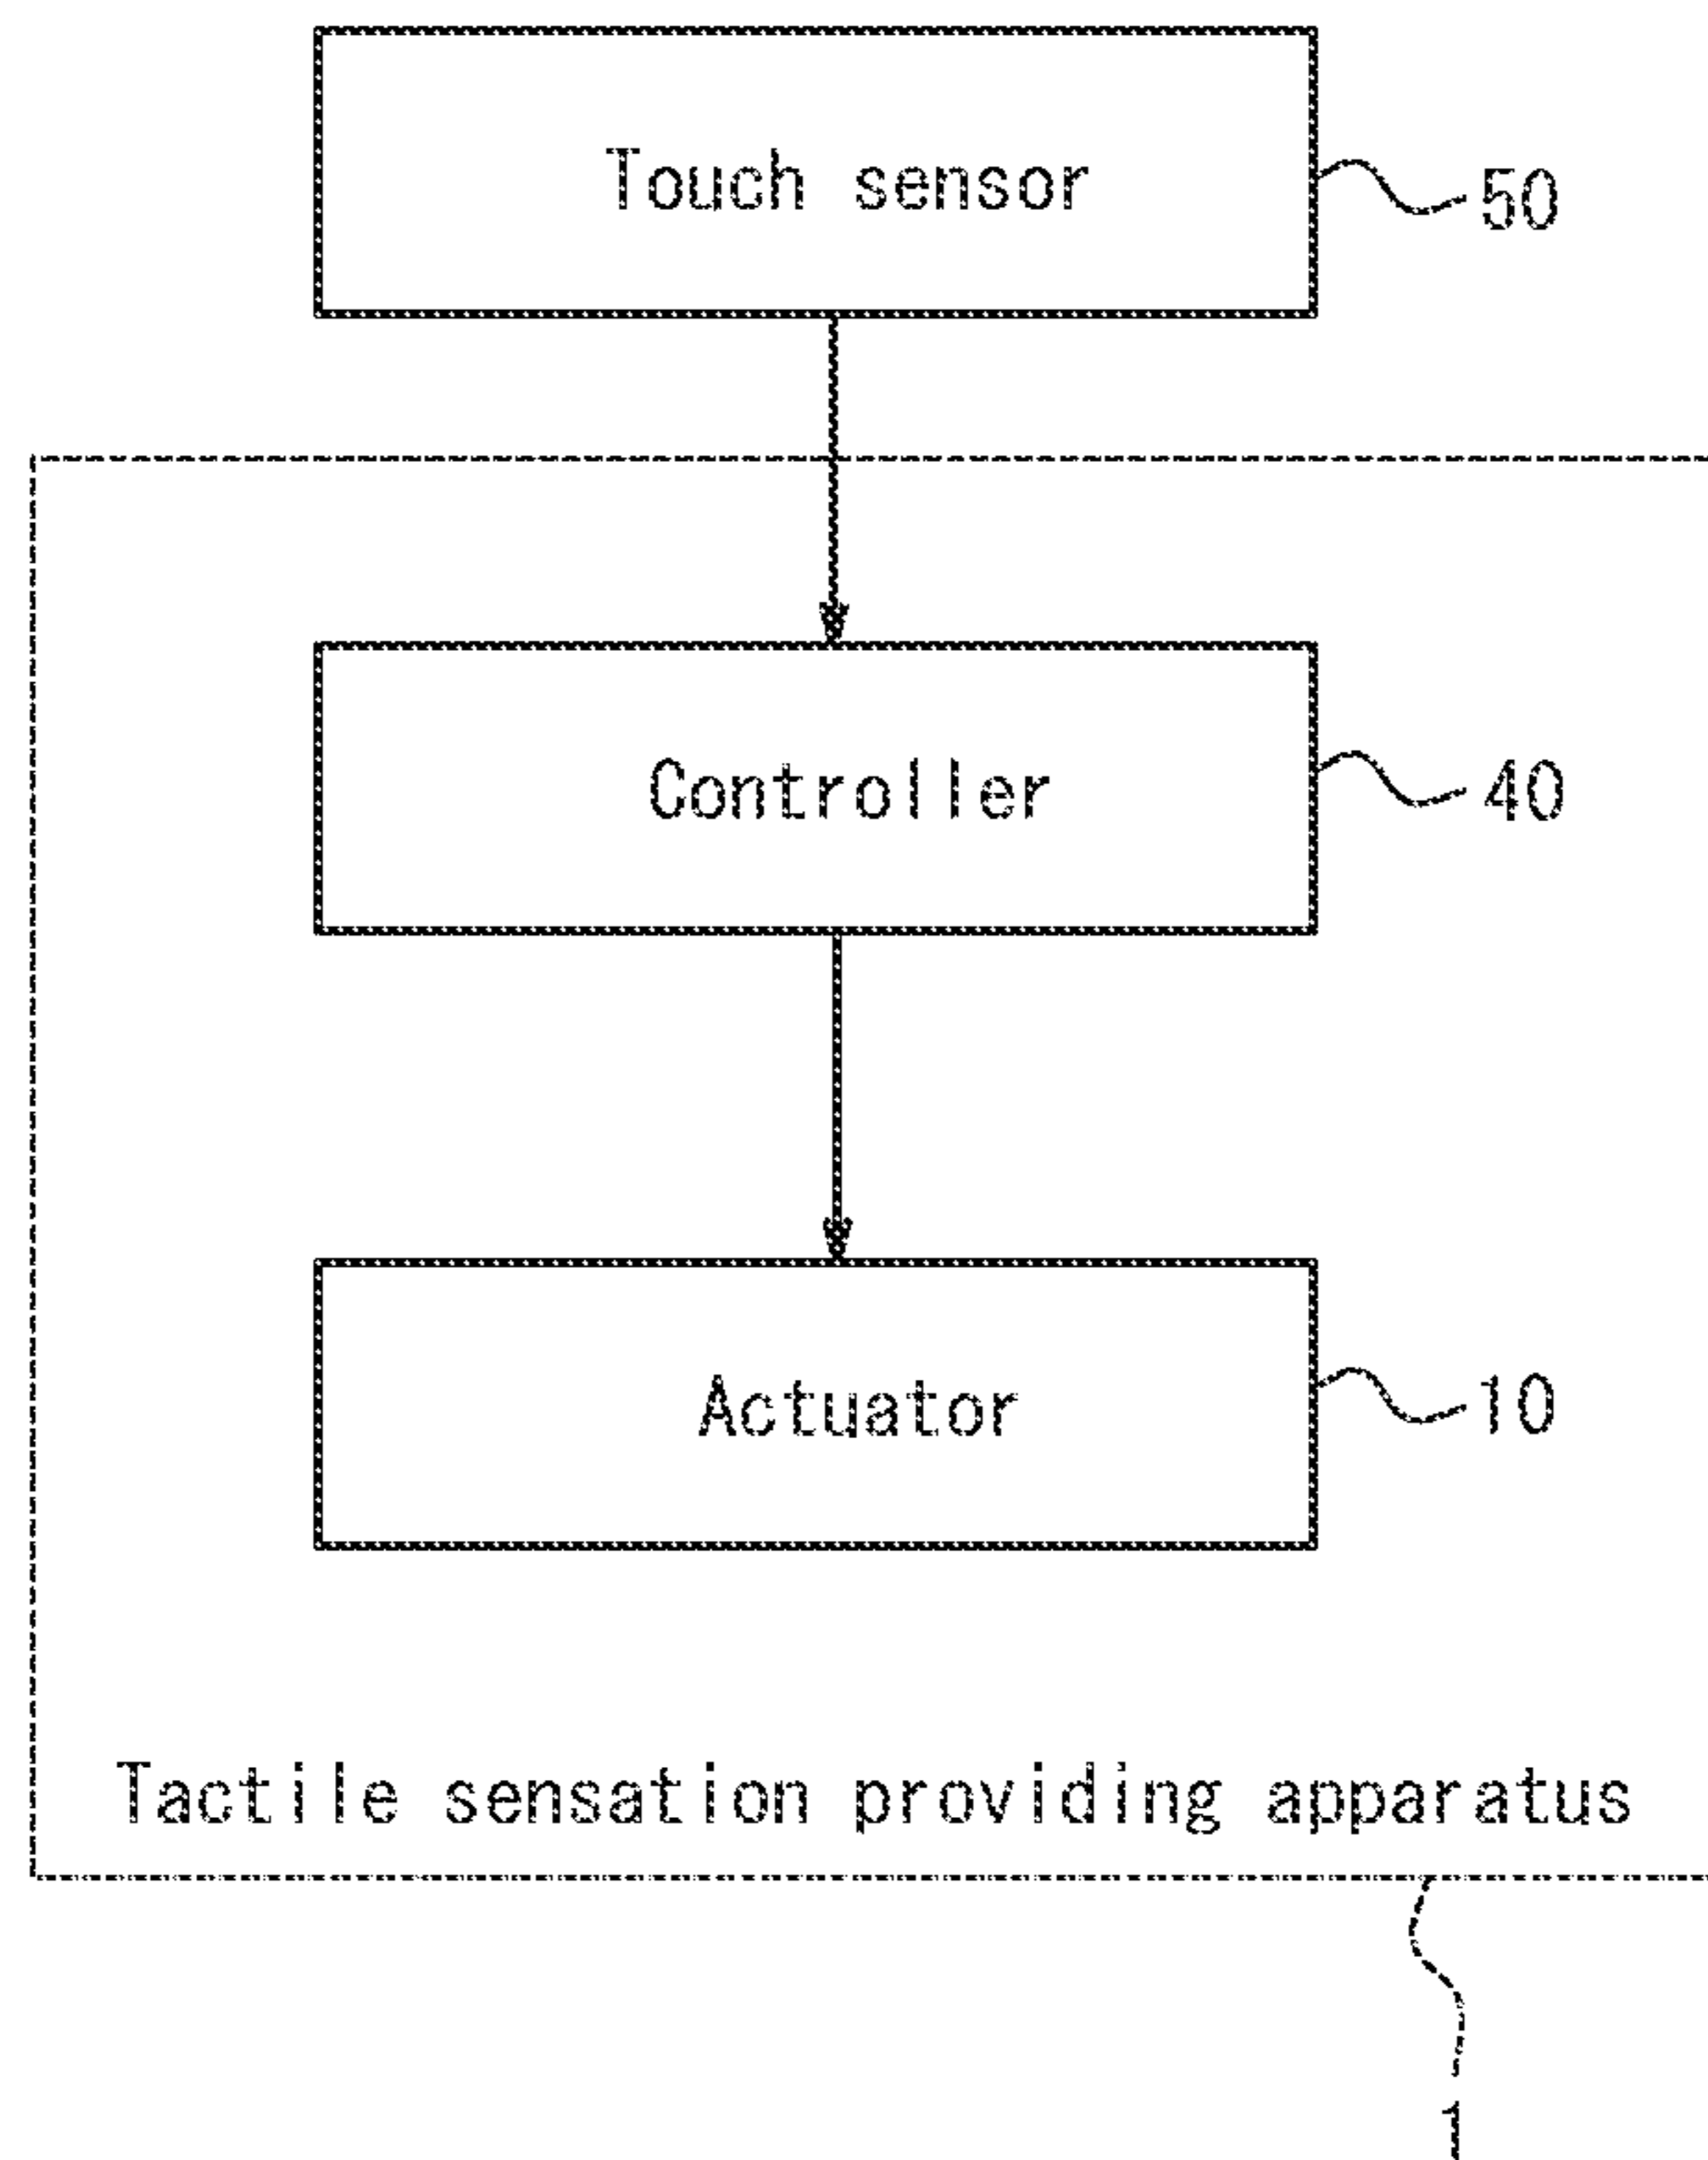 Touch sensor
50
Controller
40
Actuator
10
Tactile sensation providing apparatus
1